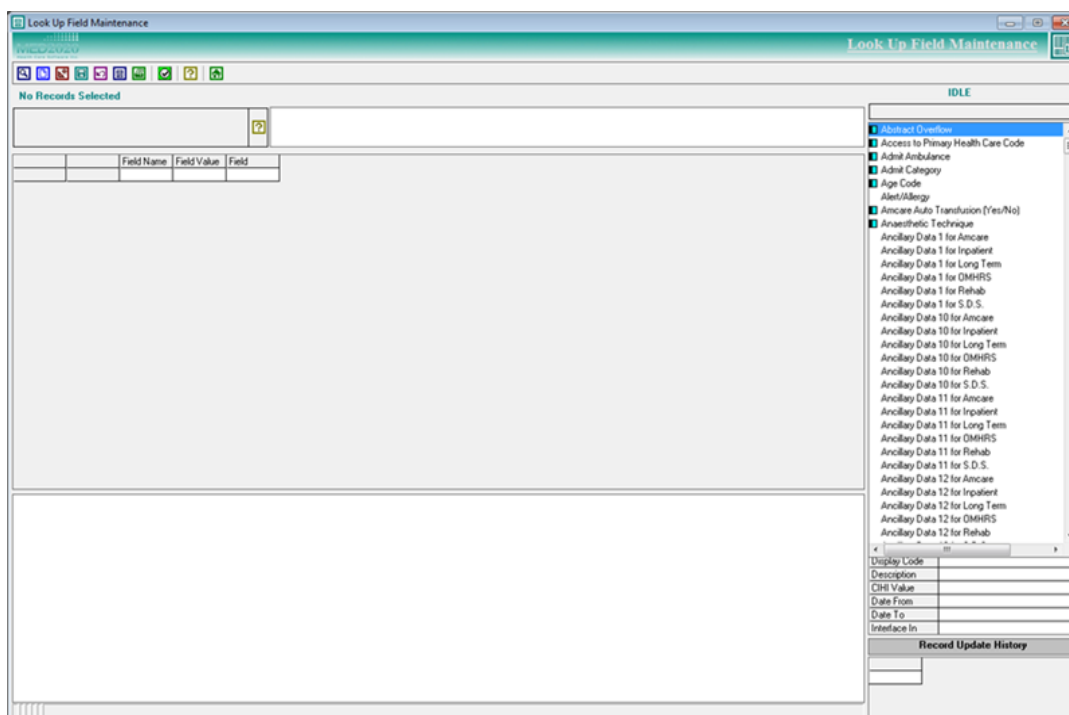 Look Up Field Maintenance
MED2020
Look Up Field Maintenance
No Records Selected
IDLE
Field Name Field Value Field
Abstract Overflow
Access to Primary Health Care Code
Admit Ambulance
Admit Category
Age Code
Alert/Allergy
Amcare Auto Transfusion (Yes/No)
Anaesthetic Technique
Ancillary Data 1 for Amcare
Ancillary Data 1 for Inpatient
Ancillary Data 1 for Long Term
Ancillary Data 1 for OMHRS
Ancillary Data 1 for Rehab
Ancillary Data 1 for S.D.S.
Ancillary Data 10 for Amcare
Ancillary Data 10 for Inpatient
Ancillary Data 10 for Long Term
Ancillary Data 10 for OMHRS
Ancillary Data 10 for Rehab
Ancillary Data 10 for S.D.S.
Ancillary Data 11 for Amcare
Ancillary Data 11 for Inpatient
Ancillary Data 11 for Long Term
Ancillary Data 11 for OMHRS
Ancillary Data 11 for Rehab
Ancillary Data 11 for S.D.S.
Ancillary Data 12 for Amcare
Ancillary Data 12 for Inpatient
Ancillary Data 12 for Long Term
Ancillary Data 12 for OMHRS
Ancillary Data 12 for Rehab
Display Code
Description
CIHI Value
Date From
Date To
Interface In
Record Update History